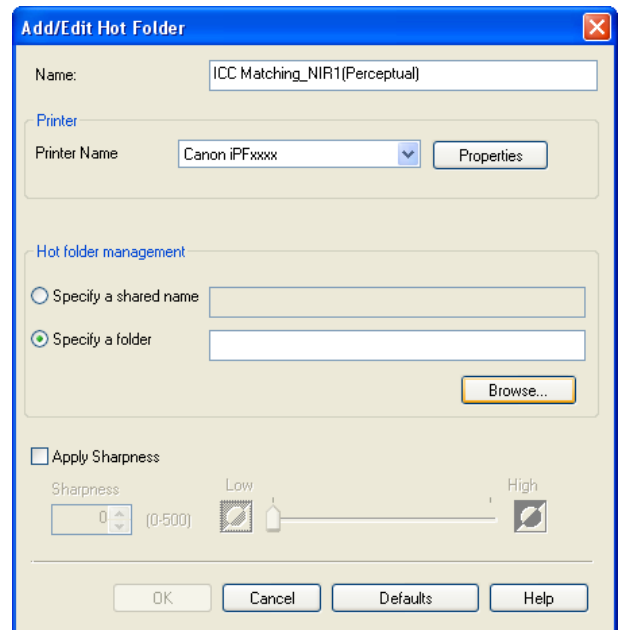 Add/Edit Hot Folder
Name: ICC Matching_NIR1(Perceptual)
Printer
Printer Name Canon iPFxxxx Properties
Hot folder management
Specify a shared name
Specify a folder
Browse...
Apply Sharpness
Sharpness Low High
0 (0-500)
OK Cancel Defaults Help